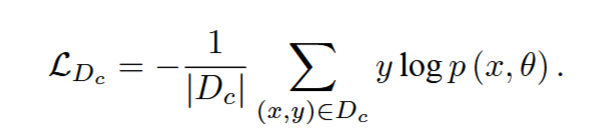 $\mathcal{L}_{D_c} = -\frac{1}{|D_c|} \sum_{(x,y) \in D_c} y \log p(x, \theta).$